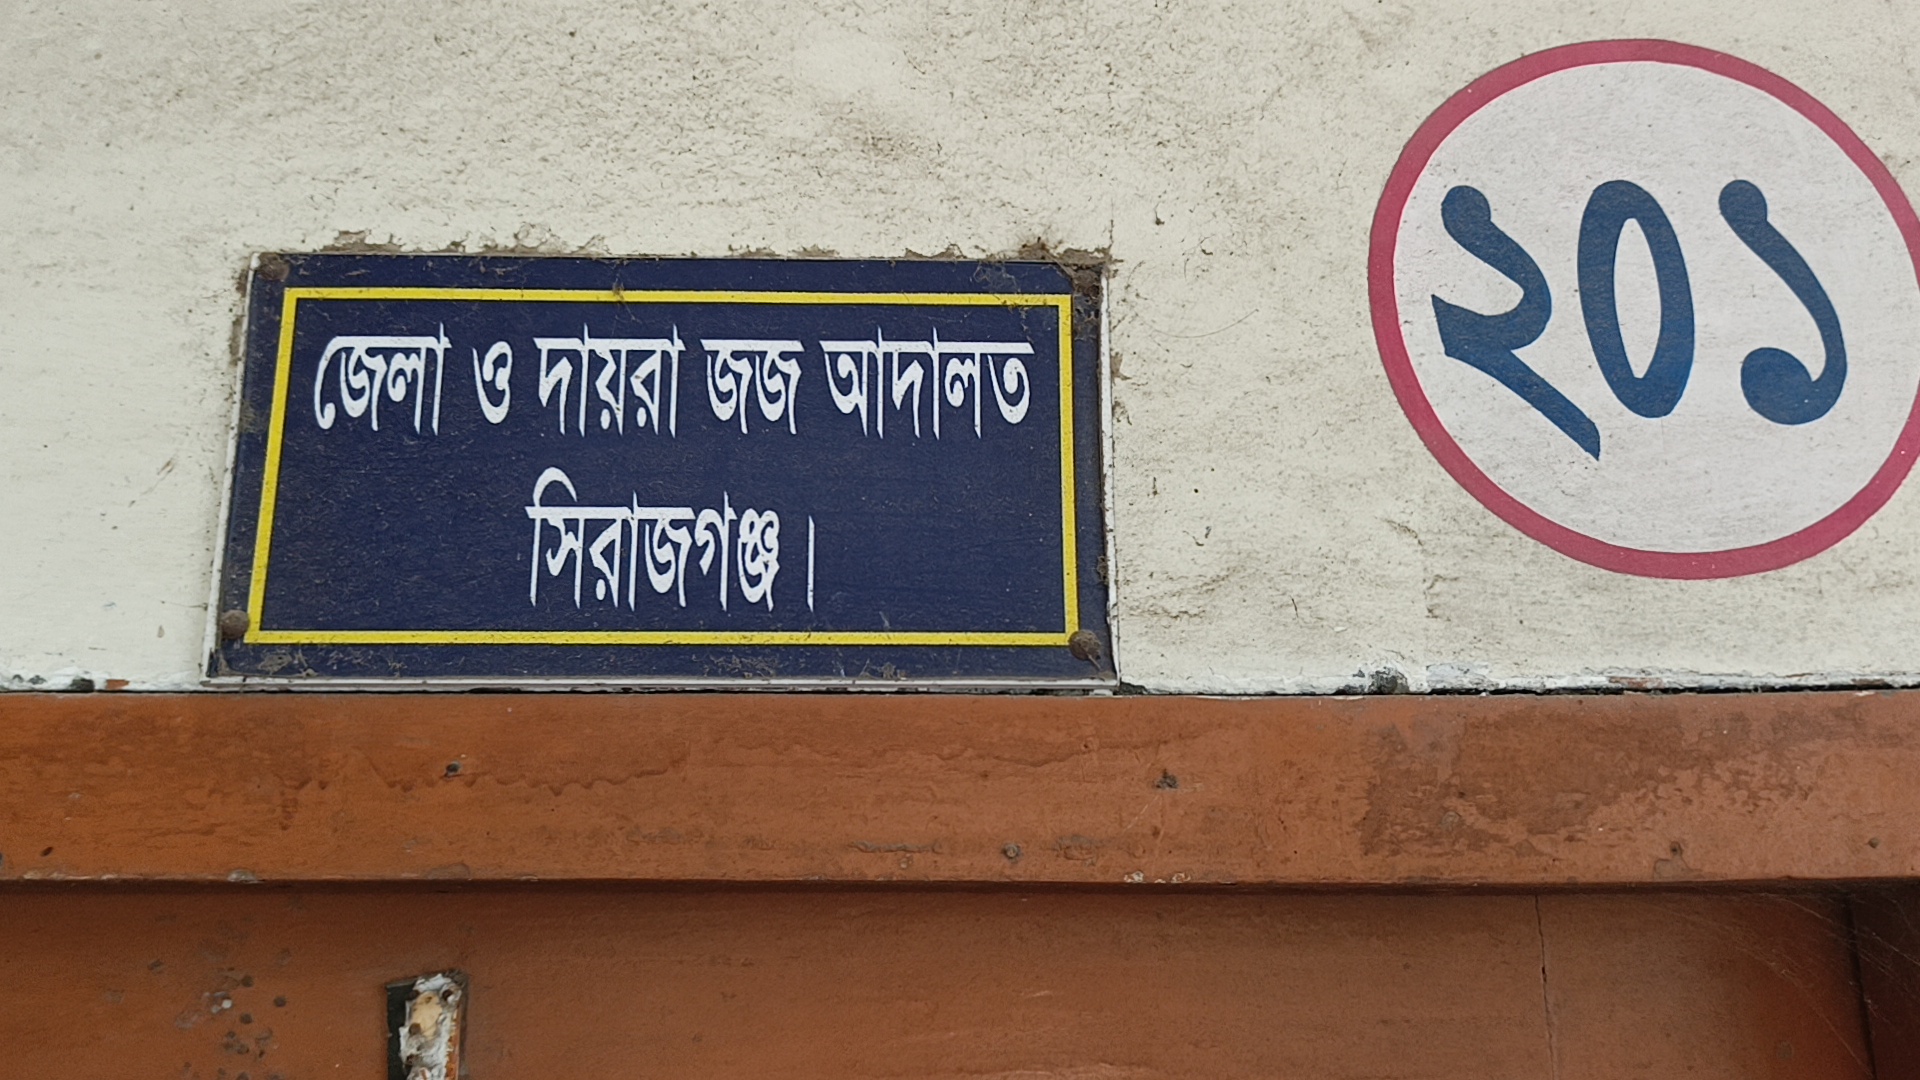 জেলা ও দায়রা জজ আদালত
সিরাজগঞ্জ।
২০১